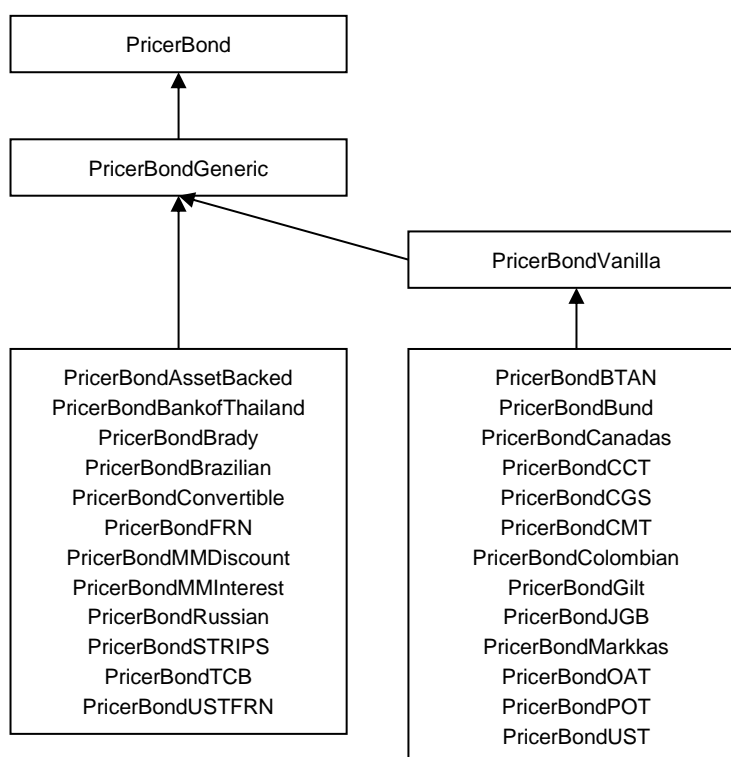 PricerBond
PricerBondGeneric
PricerBondVanilla
PricerBondAssetBacked
PricerBondBankofThailand
PricerBondBrady
PricerBondBrazilian
PricerBondConvertible
PricerBondFRN
PricerBondMMDiscount
PricerBondMMInterest
PricerBondRussian
PricerBondSTRIPS
PricerBondTCB
PricerBondUSTFRN
PricerBondBTAN
PricerBondBund
PricerBondCanadas
PricerBondCCT
PricerBondCGS
PricerBondCMT
PricerBondColombian
PricerBondGilt
PricerBondJGB
PricerBondMarkkas
PricerBondOAT
PricerBondPOT
PricerBondUST